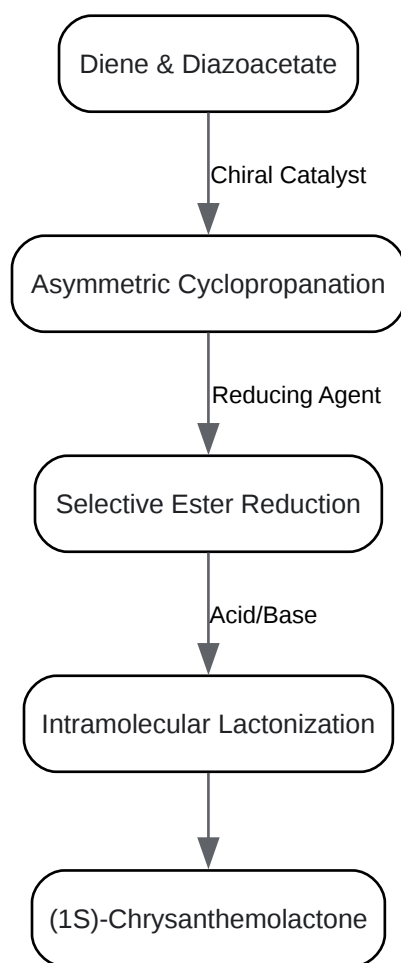 Diene & Diazoacetate
Chiral Catalyst
Asymmetric Cyclopropanation
Reducing Agent
Selective Ester Reduction
Acid/Base
Intramolecular Lactonization
(1S)-Chrysanthemolactone